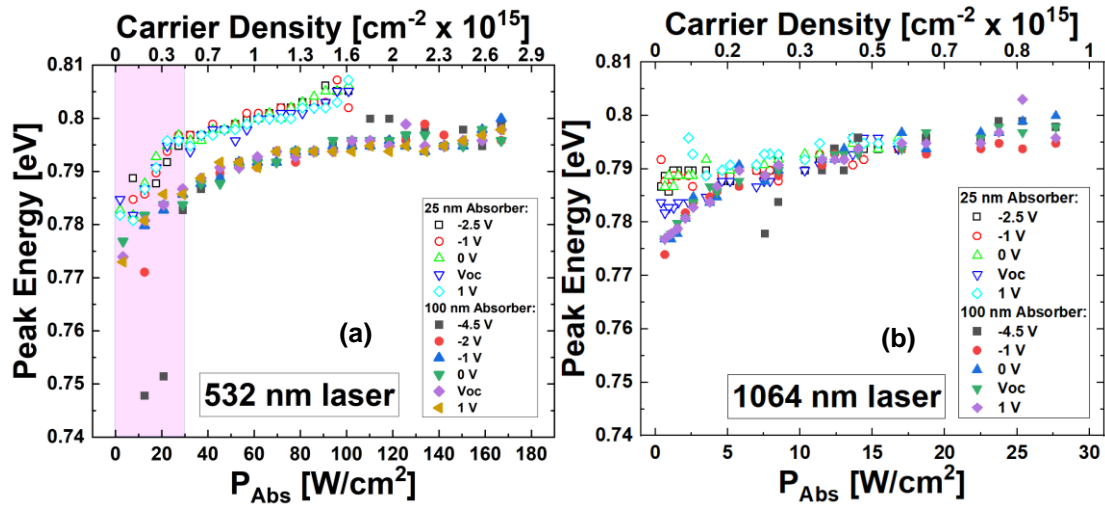 Carrier Density [cm⁻² x 10¹⁵]
0 0.1 0.4 0.7 1 1.3 1.6 2 2.3 2.6 2.9
0.81
0.8
0.79
0.78
0.77
0.76
0.75
0.74
Peak Energy [eV]
25 nm Absorber:
-2.5 V
-1 V
0 V
Voc
1 V
100 nm Absorber:
-4.5 V
-2 V
-1 V
0 V
Voc
1 V
(a)
532 nm laser
0 20 40 60 80 100 120 140 160 180
P_Abs [W/cm²]
Carrier Density [cm⁻² x 10¹⁵]
0 0.2 0.3 0.5 0.7 0.8 1
0.81
0.80
0.79
0.78
0.77
0.76
0.75
0.74
Peak Energy [eV]
25 nm Absorber:
-2.5 V
-1 V
0 V
Voc
1 V
100 nm Absorber:
-4.5 V
-1 V
0 V
Voc
1 V
(b)
1064 nm laser
0 5 10 15 20 25 30
P_Abs [W/cm²]